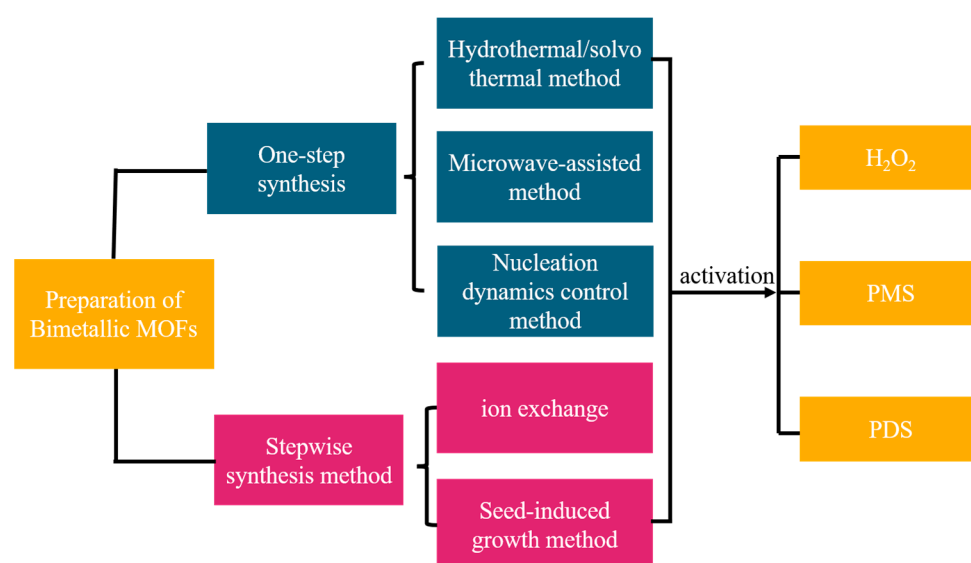 Hydrothermal/solvo
thermal method
One-step
synthesis
Microwave-assisted
method
Nucleation
dynamics control
method
Preparation of
Bimetallic MOFs
ion exchange
Stepwise
synthesis method
Seed-induced
growth method
activation
H₂O₂
PMS
PDS